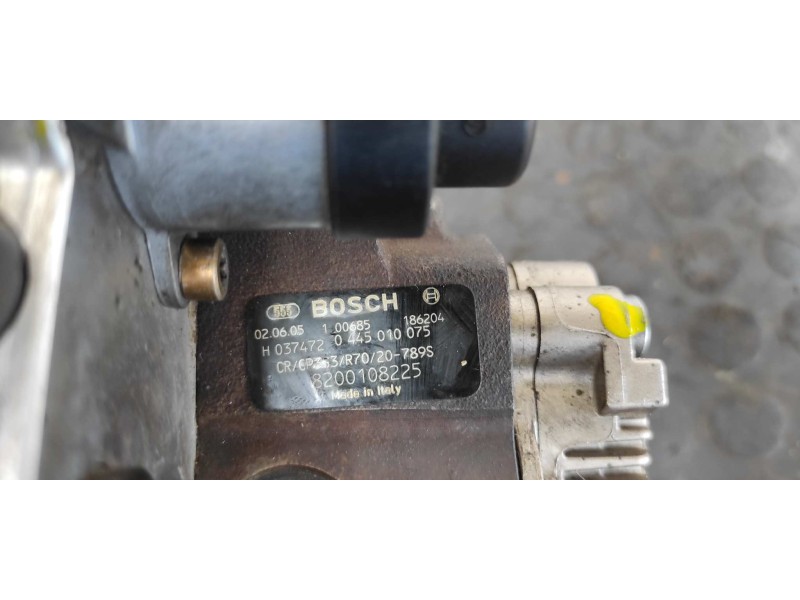 BOSCH
02.06.05 1 00685 186204
H 037472 0 445 010 075
CR/CP3S3/R70/20-789S
8200108225
Made in Italy